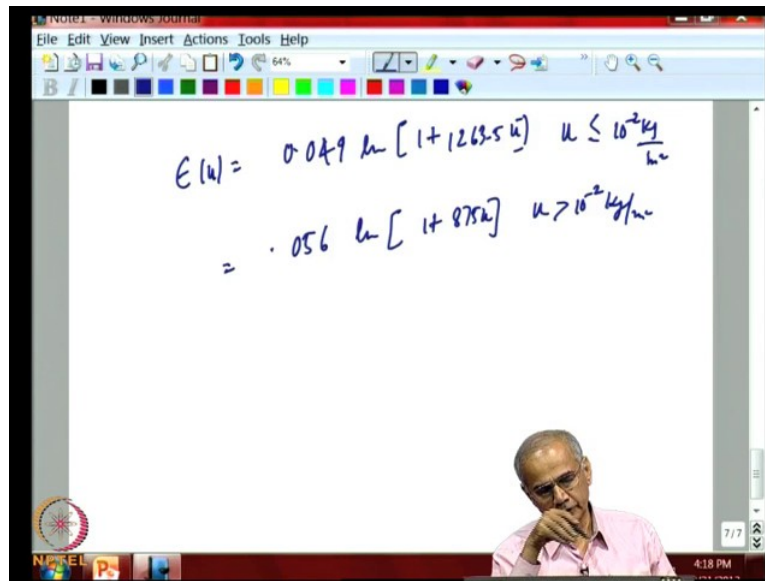 Note1 - Windows Journal
File Edit View Insert Actions Tools Help
64%
B I
ϵ(u) = 0.049 ln [1 + 1263.5 u) u ≤ 10⁻² Kg/m²
= .056 ln [1 + 875u] u > 10⁻² Kg/m²
7/7
NPTEL
4:18 PM